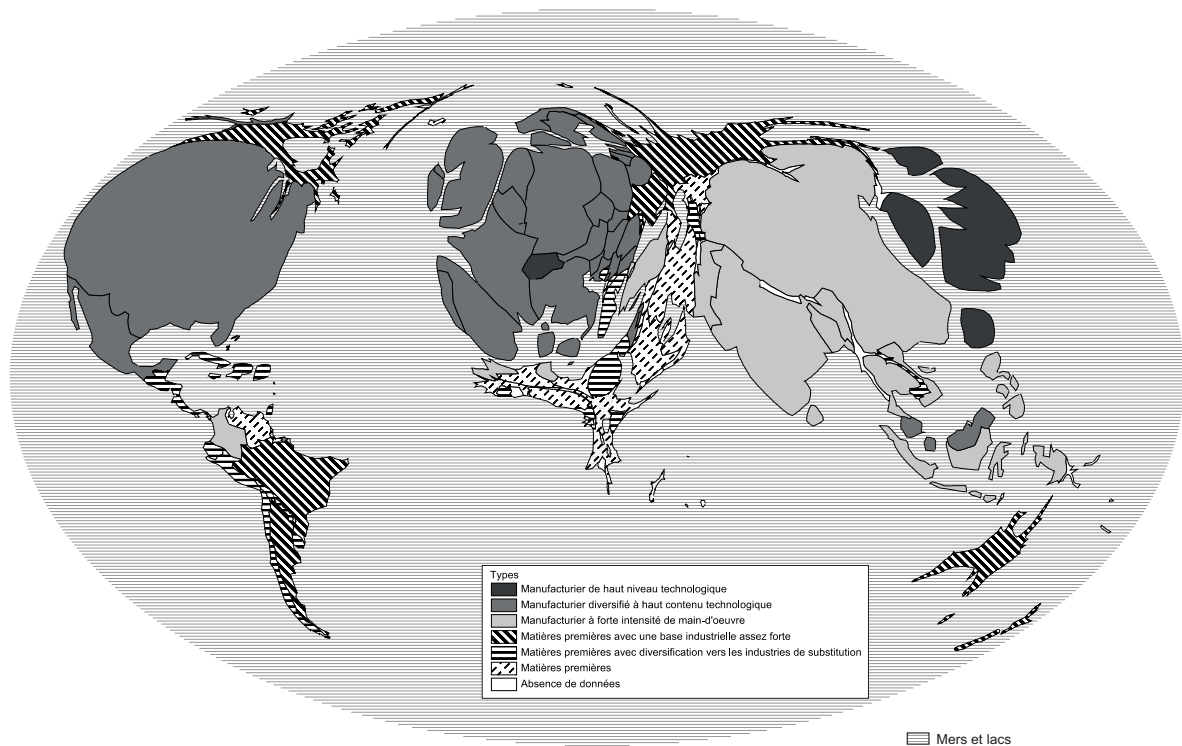 Types
Manufacturier de haut niveau technologique
Manufacturier diversifié à haut contenu technologique
Manufacturier à forte intensité de main-d'oeuvre
Matières premières avec une base industrielle assez forte
Matières premières avec diversification vers les industries de substitution
Matières premières
Absence de données
Mers et lacs